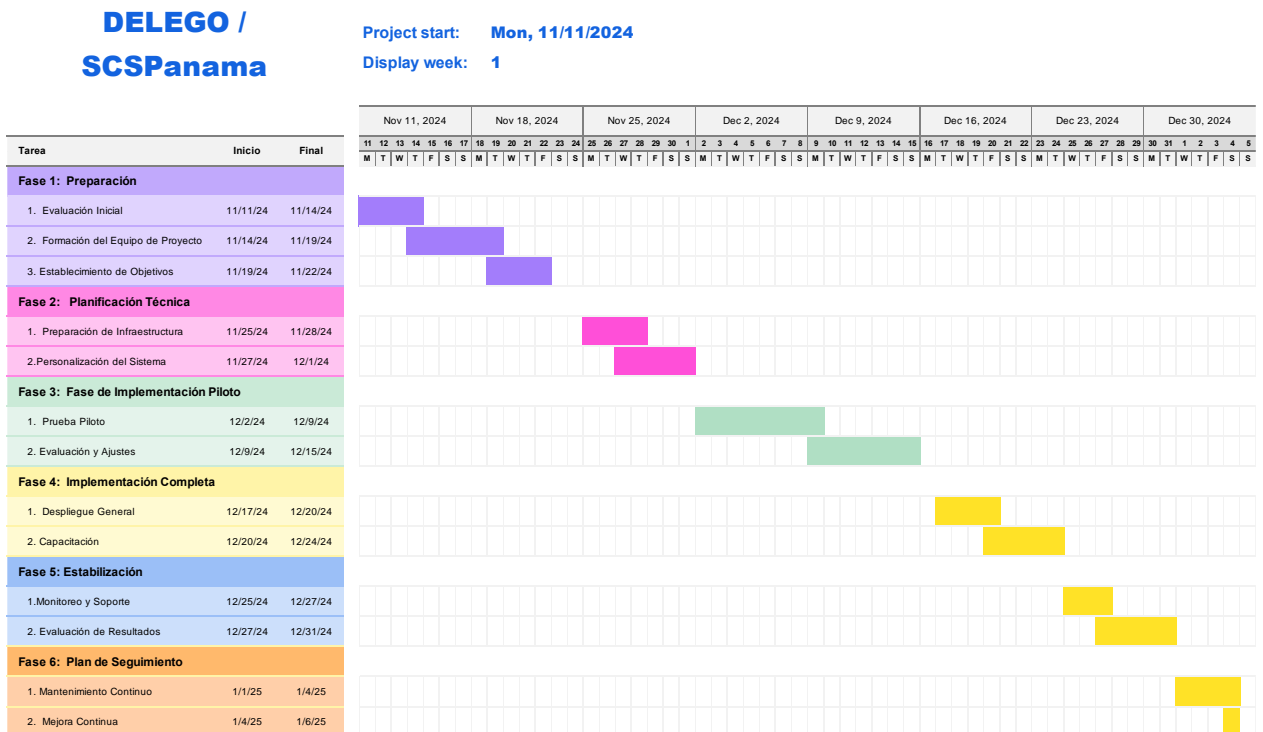 DELEGO /
SCSPanama
Project start: Mon, 11/11/2024
Display week: 1
Nov 11, 2024 Nov 18, 2024 Nov 25, 2024 Dec 2, 2024 Dec 9, 2024 Dec 16, 2024 Dec 23, 2024 Dec 30, 2024
11 12 13 14 15 16 17 18 19 20 21 22 23 24 25 26 27 28 29 30 1 2 3 4 5 6 7 8 9 10 11 12 13 14 15 16 17 18 19 20 21 22 23 24 25 26 27 28 29 30 31 1 2 3 4 5
Tarea Inicio Final
M T W T F S S M T W T F S S M T W T F S S M T W T F S S M T W T F S S M T W T F S S M T W T F S S M T W T F S S
Fase 1: Preparación
1. Evaluación Inicial 11/11/24 11/14/24
2. Formación del Equipo de Proyecto 11/14/24 11/19/24
3. Establecimiento de Objetivos 11/19/24 11/22/24
Fase 2: Planificación Técnica
1. Preparación de Infraestructura 11/25/24 11/28/24
2.Personalización del Sistema 11/27/24 12/1/24
Fase 3: Fase de Implementación Piloto
1. Prueba Piloto 12/2/24 12/9/24
2. Evaluación y Ajustes 12/9/24 12/15/24
Fase 4: Implementación Completa
1. Despliegue General 12/17/24 12/20/24
2. Capacitación 12/20/24 12/24/24
Fase 5: Estabilización
1.Monitoreo y Soporte 12/25/24 12/27/24
2. Evaluación de Resultados 12/27/24 12/31/24
Fase 6: Plan de Seguimiento
1. Mantenimiento Continuo 1/1/25 1/4/25
2. Mejora Continua 1/4/25 1/6/25